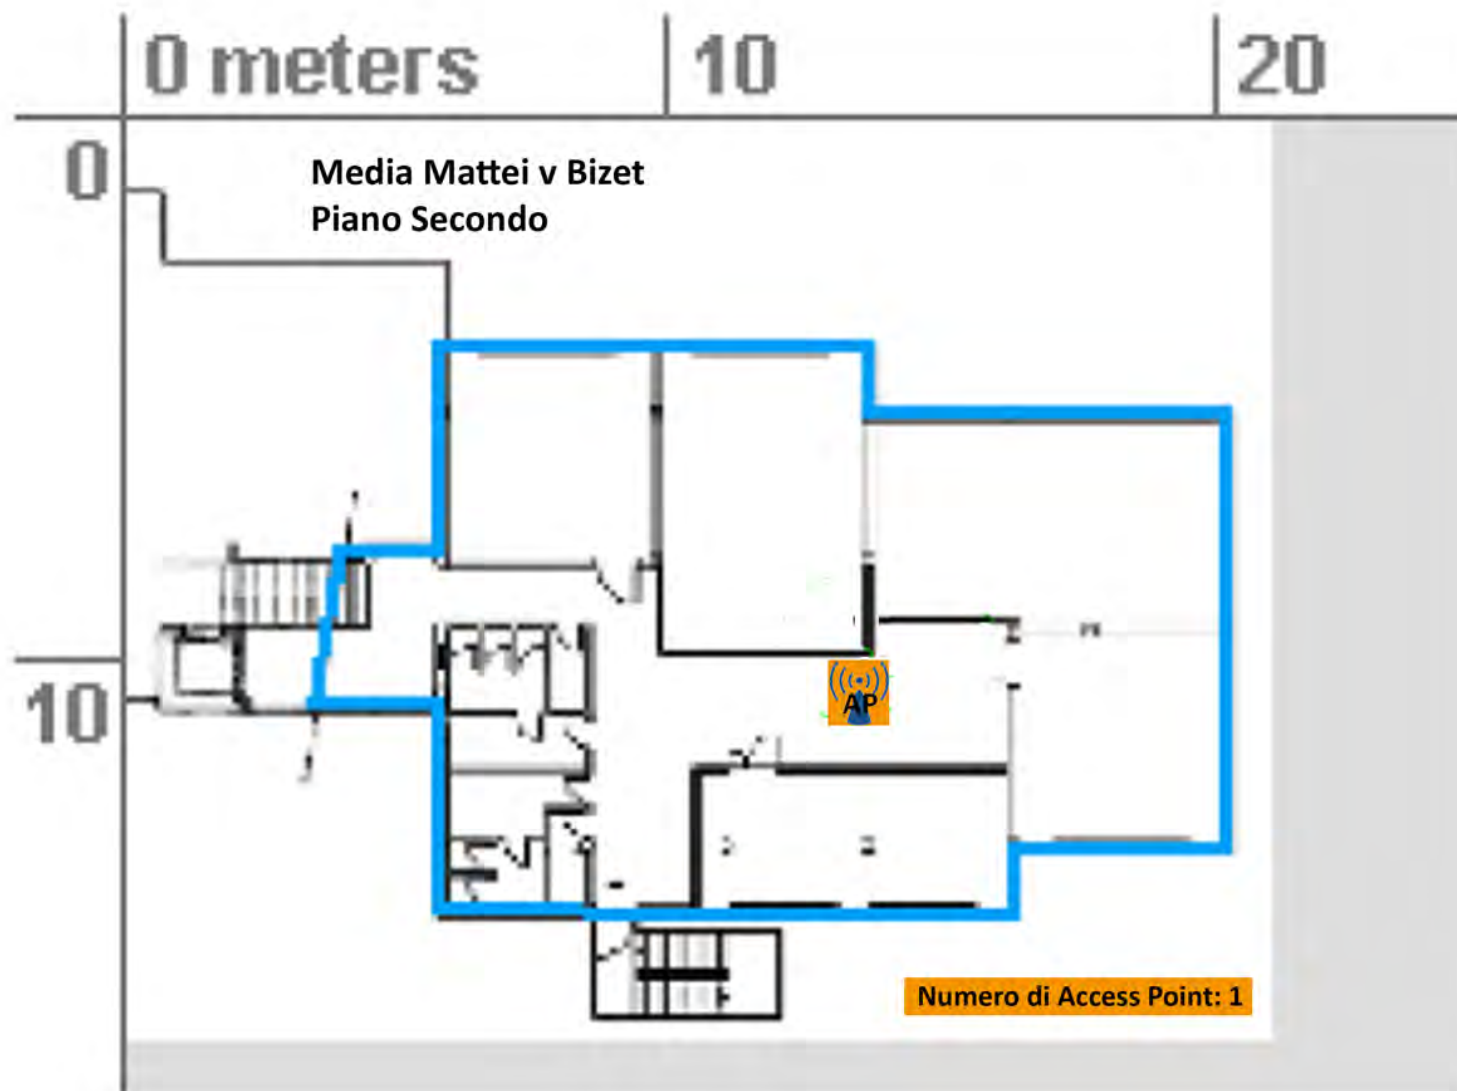 0 meters
10
20
0
Media Mattei v Bizet
Piano Secondo
10
AP
Numero di Access Point: 1